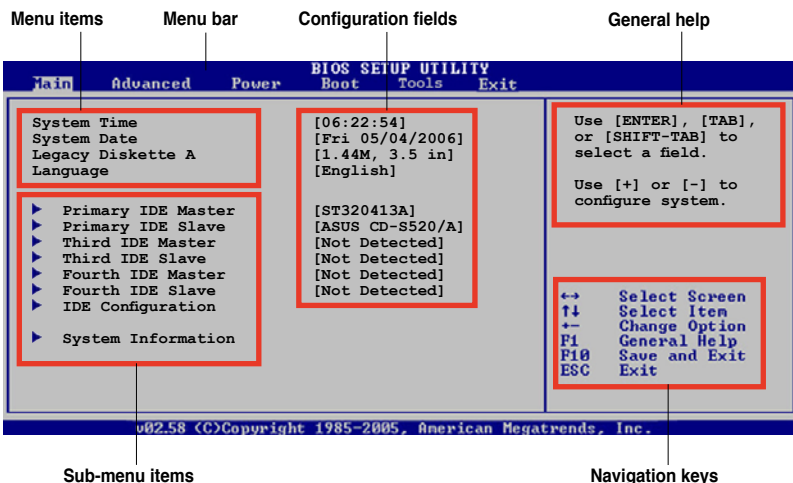 Menu items Menu bar Configuration fields General help
BIOS SETUP UTILITY
Main Advanced Power Boot Tools Exit
System Time [06:22:54]
System Date [Fri 05/04/2006]
Legacy Diskette A [1.44M, 3.5 in]
Language [English]
Primary IDE Master [ST320413A]
Primary IDE Slave [ASUS CD-S520/A]
Third IDE Master [Not Detected]
Third IDE Slave [Not Detected]
Fourth IDE Master [Not Detected]
Fourth IDE Slave [Not Detected]
IDE Configuration
System Information
Use [ENTER], [TAB],
or [SHIFT-TAB] to
select a field.
Use [+] or [-] to
configure system.
↔ Select Screen
↑↓ Select Item
+- Change Option
F1 General Help
F10 Save and Exit
ESC Exit
v02.58 (C)Copyright 1985-2005, American Megatrends, Inc.
Sub-menu items Navigation keys